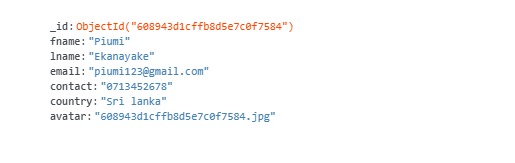 _id:ObjectId("608943d1cffb8d5e7c0f7584")
fname:"Piumi"
lname:"Ekanayake"
email:"piumi123@gmail.com"
contact:"0713452678"
country:"Sri lanka"
avatar:"608943d1cffb8d5e7c0f7584.jpg"